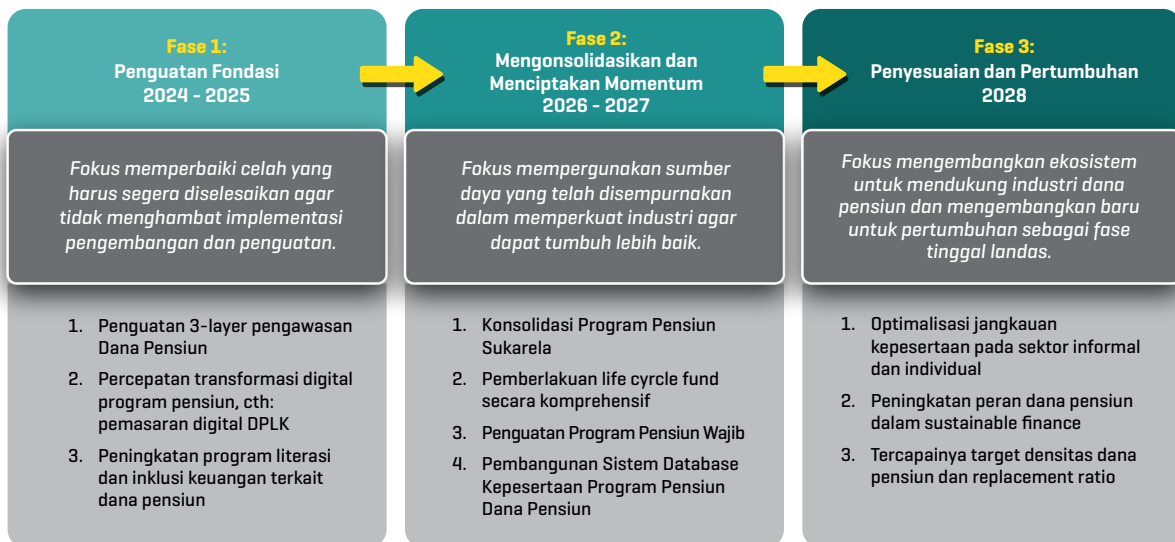 Fase 1:
Penguatan Fondasi
2024 - 2025
Fokus memperbaiki celah yang
harus segera diselesaikan agar
tidak menghambat implementasi
pengembangan dan penguatan.
1. Penguatan 3-layer pengawasan
Dana Pensiun
2. Percepatan transformasi digital
program pensiun, cth:
pemasaran digital DPLK
3. Peningkatan program literasi
dan inklusi keuangan terkait
dana pensiun
Fase 2:
Mengonsolidasikan dan
Menciptakan Momentum
2026 - 2027
Fokus mempergunakan sumber
daya yang telah disempurnakan
dalam memperkuat industri agar
dapat tumbuh lebih baik.
1. Konsolidasi Program Pensiun
Sukarela
2. Pemberlakuan life cyrcle fund
secara komprehensif
3. Penguatan Program Pensiun Wajib
4. Pembangunan Sistem Database
Kepesertaan Program Pensiun
Dana Pensiun
Fase 3:
Penyesuaian dan Pertumbuhan
2028
Fokus mengembangkan ekosistem
untuk mendukung industri dana
pensiun dan mengembangkan baru
untuk pertumbuhan sebagai fase
tinggal landas.
1. Optimalisasi jangkauan
kepesertaan pada sektor informal
dan individual
2. Peningkatan peran dana pensiun
dalam sustainable finance
3. Tercapainya target densitas dana
pensiun dan replacement ratio